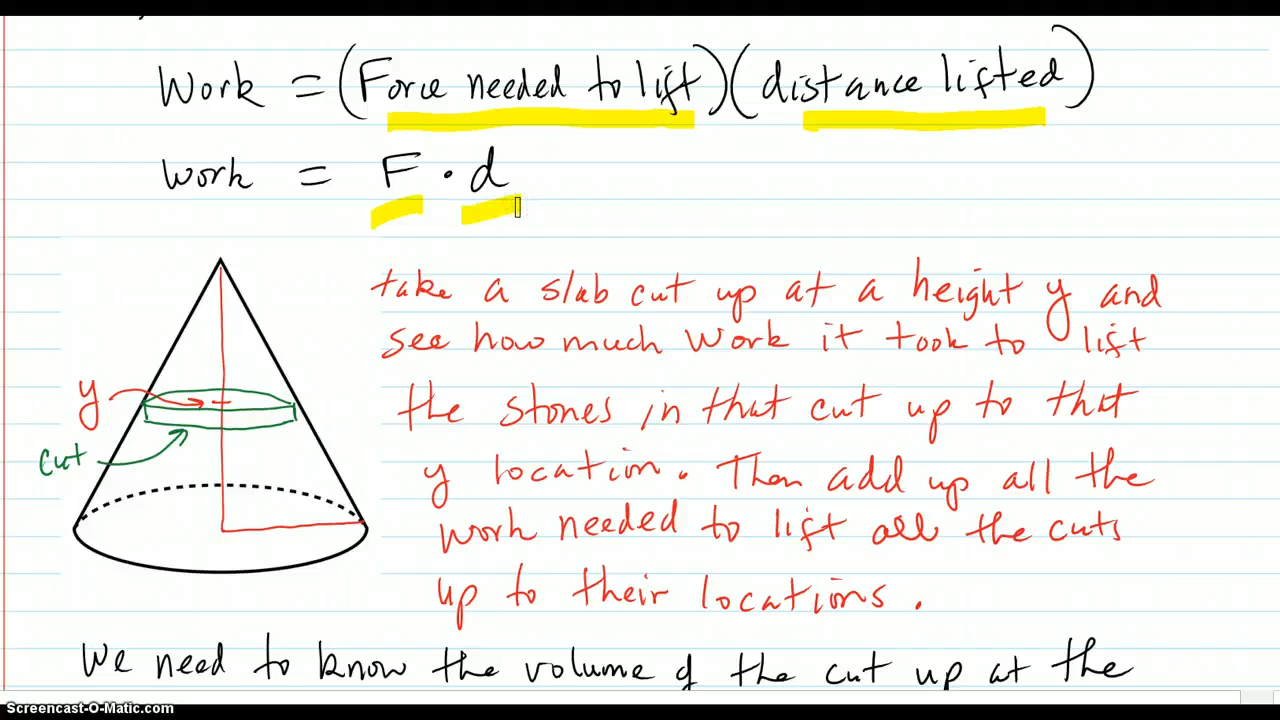 Work = (Force needed to lift)(distance lifted)
Work = F · d
take a slab cut up at a height y and
see how much work it took to lift
the stones in that cut up to that
y
cut
y location. Then add up all the
work needed to lift all the cuts
up to their locations.
We need to know the volume of the cut up at the
Screencast-O-Matic.com